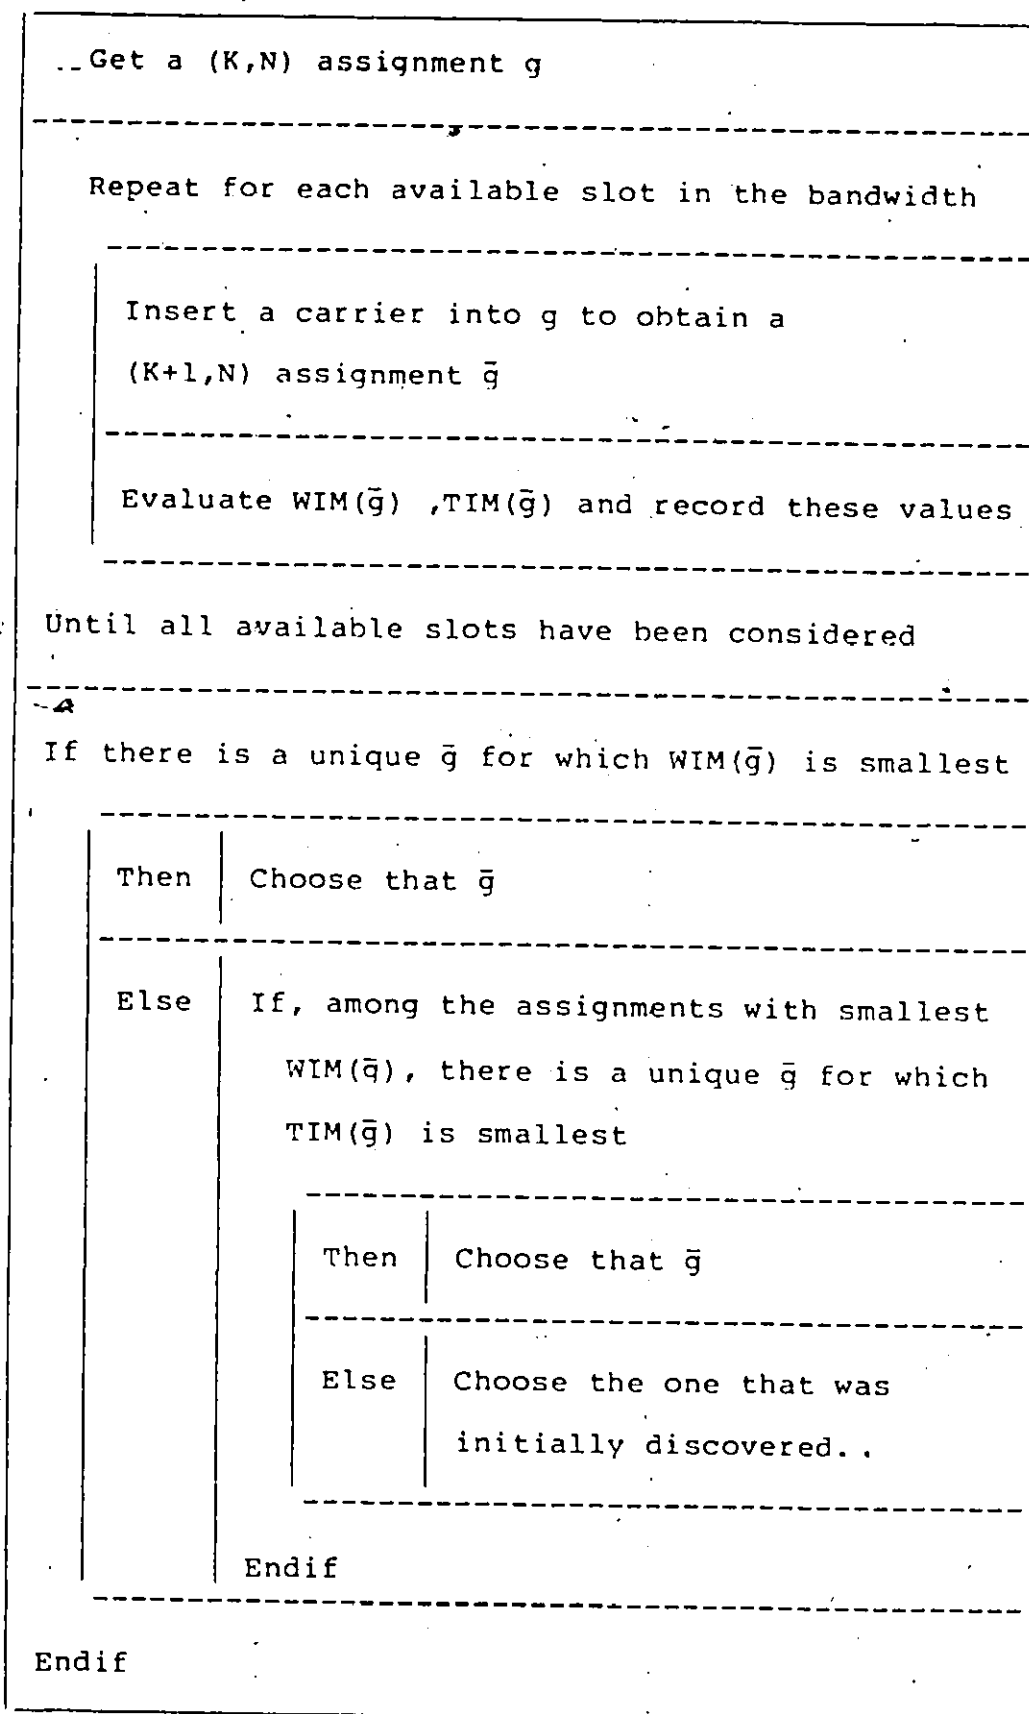 Get a (K,N) assignment g
Repeat for each available slot in the bandwidth
Insert a carrier into g to obtain a
(K+1,N) assignment ḡ
Evaluate WIM(ḡ) ,TIM(ḡ) and record these values
Until all available slots have been considered
If there is a unique ḡ for which WIM(ḡ) is smallest
Then Choose that ḡ
Else If, among the assignments with smallest
WIM(ḡ), there is a unique ḡ for which
TIM(ḡ) is smallest
Then Choose that ḡ
Else Choose the one that was
initially discovered..
Endif
Endif